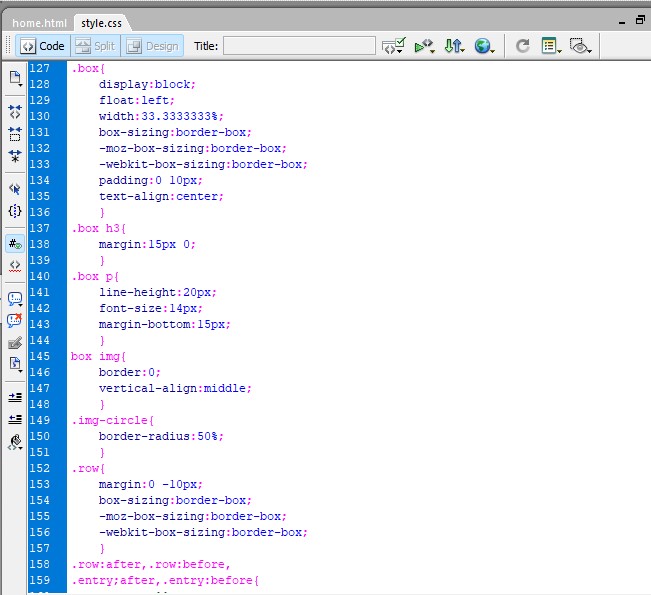 home.html style.css
Code Split Design Title:
127 .box{
128 display:block;
129 float:left;
130 width:33.3333333%;
131 box-sizing:border-box;
132 -moz-box-sizing:border-box;
133 -webkit-box-sizing:border-box;
134 padding:0 10px;
135 text-align:center;
136 }
137 .box h3{
138 margin:15px 0;
139 }
140 .box p{
141 line-height:20px;
142 font-size:14px;
143 margin-bottom:15px;
144 }
145 box img{
146 border:0;
147 vertical-align:middle;
148 }
149 .img-circle{
150 border-radius:50%;
151 }
152 .row{
153 margin:0 -10px;
154 box-sizing:border-box;
155 -moz-box-sizing:border-box;
156 -webkit-box-sizing:border-box;
157 }
158 .row:after,.row:before,
159 .entry;after,.entry:before{